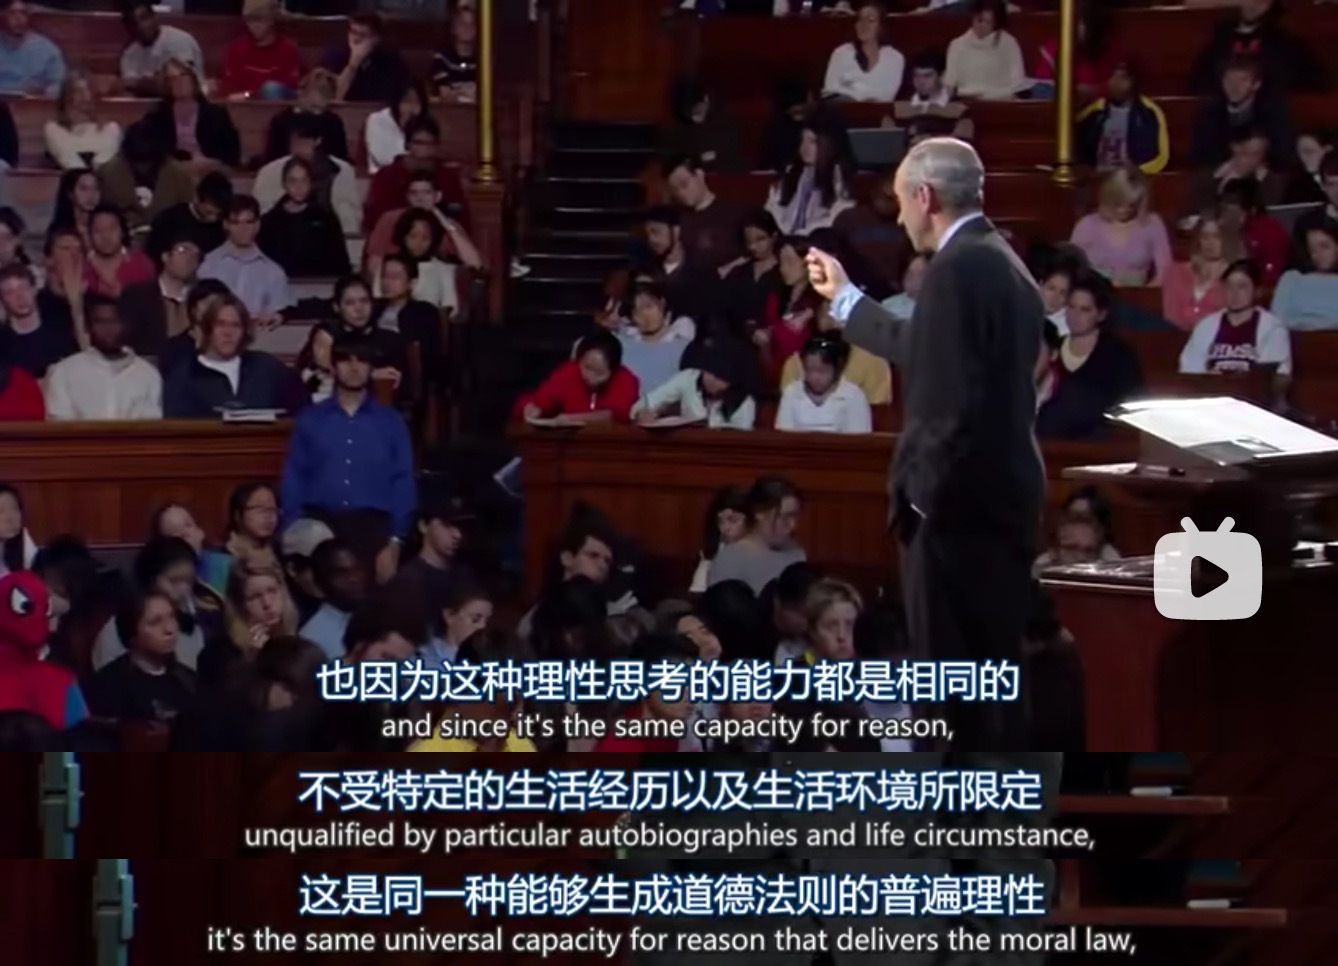 H
HMS
也因为这种理性思考的能力都是相同的
and since it's the same capacity for reason,
不受特定的生活经历以及生活环境所限定
unqualified by particular autobiographies and life circumstance,
这是同一种能够生成道德法则的普遍理性
it's the same universal capacity for reason that delivers the moral law,